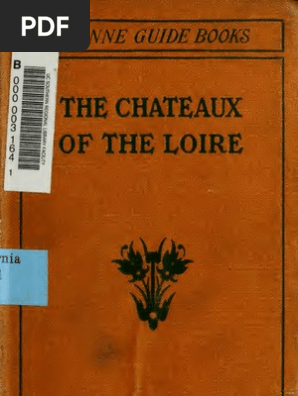 PDF
NNE GUIDE BOOKS
B
000 003 164 1
THE CHATEAUX
OF THE LOIRE
nia